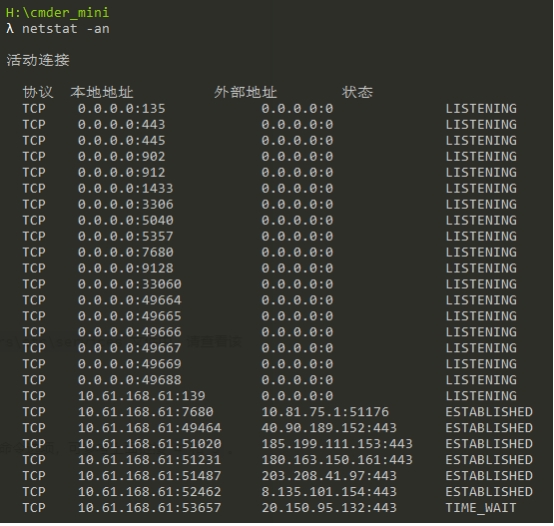 H:\cmder_mini
λ netstat -an
活动连接
协议 本地地址 外部地址 状态
TCP 0.0.0.0:135 0.0.0.0:0 LISTENING
TCP 0.0.0.0:443 0.0.0.0:0 LISTENING
TCP 0.0.0.0:445 0.0.0.0:0 LISTENING
TCP 0.0.0.0:902 0.0.0.0:0 LISTENING
TCP 0.0.0.0:912 0.0.0.0:0 LISTENING
TCP 0.0.0.0:1433 0.0.0.0:0 LISTENING
TCP 0.0.0.0:3306 0.0.0.0:0 LISTENING
TCP 0.0.0.0:5040 0.0.0.0:0 LISTENING
TCP 0.0.0.0:5357 0.0.0.0:0 LISTENING
TCP 0.0.0.0:7680 0.0.0.0:0 LISTENING
TCP 0.0.0.0:9128 0.0.0.0:0 LISTENING
TCP 0.0.0.0:33060 0.0.0.0:0 LISTENING
TCP 0.0.0.0:49664 0.0.0.0:0 LISTENING
TCP 0.0.0.0:49665 0.0.0.0:0 LISTENING
TCP 0.0.0.0:49666 0.0.0.0:0 LISTENING
TCP 0.0.0.0:49667 0.0.0.0:0 LISTENING
TCP 0.0.0.0:49669 0.0.0.0:0 LISTENING
TCP 0.0.0.0:49688 0.0.0.0:0 LISTENING
TCP 10.61.168.61:139 0.0.0.0:0 LISTENING
TCP 10.61.168.61:7680 10.81.75.1:51176 ESTABLISHED
TCP 10.61.168.61:49464 40.90.189.152:443 ESTABLISHED
TCP 10.61.168.61:51020 185.199.111.153:443 ESTABLISHED
TCP 10.61.168.61:51231 180.163.150.161:443 ESTABLISHED
TCP 10.61.168.61:51487 203.208.41.97:443 ESTABLISHED
TCP 10.61.168.61:52462 8.135.101.154:443 ESTABLISHED
TCP 10.61.168.61:53657 20.150.95.132:443 TIME_WAIT